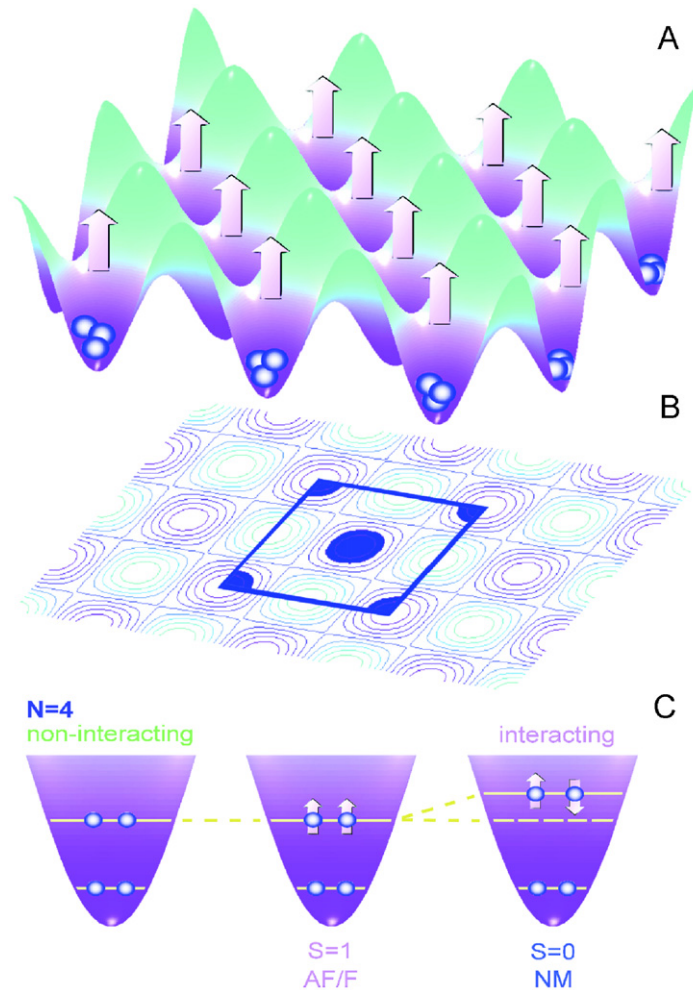 A
B
C
N=4
non-interacting
interacting
S=1
S=0
AF/F
NM